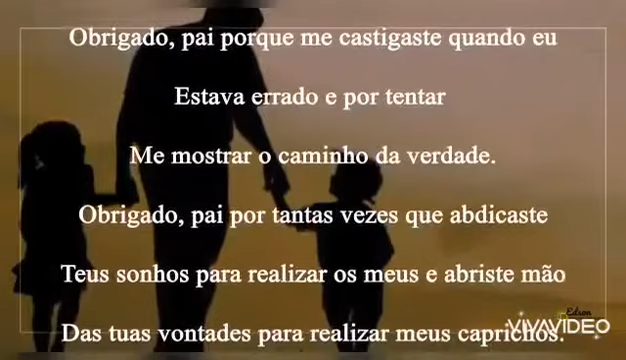 Obrigado, pai porque me castigaste quando eu
Estava errado e por tentar
Me mostrar o caminho da verdade.
Obrigado, pai por tantas vezes que abdicaste
Teus sonhos para realizar os meus e abriste mão
Das tuas vontades para realizar meus caprichos.
Edson
VIVAVIDEO